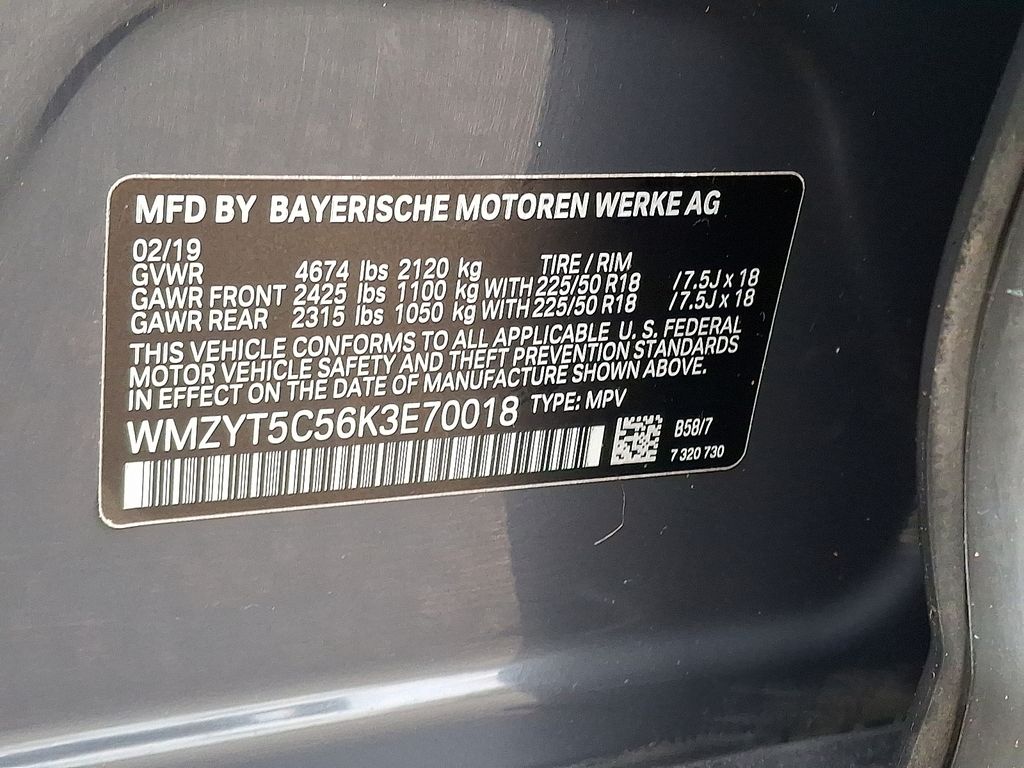 MFD BY BAYERISCHE MOTOREN WERKE AG
02/19
GVWR 4674 lbs 2120 kg TIRE / RIM
GAWR FRONT 2425 lbs 1100 kg WITH 225/50 R18 /7.5J x 18
GAWR REAR 2315 lbs 1050 kg WITH 225/50 R18 /7.5J x 18
THIS VEHICLE CONFORMS TO ALL APPLICABLE U. S. FEDERAL
MOTOR VEHICLE SAFETY AND THEFT PREVENTION STANDARDS
IN EFFECT ON THE DATE OF MANUFACTURE SHOWN ABOVE.
WMZYT5C56K3E70018 TYPE: MPV
B58/7
7 320 730